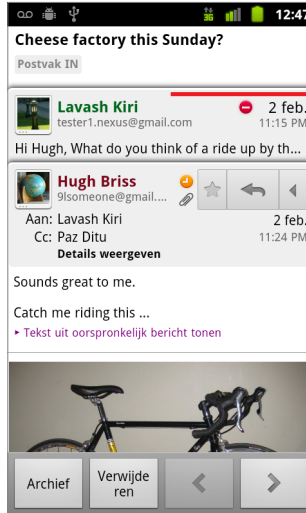 3G 12:47
Cheese factory this Sunday?
Postvak IN
Lavash Kiri 2 feb.
tester1.nexus@gmail.com 11:15 PM
Hi Hugh, What do you think of a ride up by th...
Hugh Briss
9lsomeone@gmail....
Aan: Lavash Kiri 2 feb.
Cc: Paz Ditu 11:24 PM
Details weergeven
Sounds great to me.
Catch me riding this ...
Tekst uit oorspronkelijk bericht tonen
Archief
Verwijde
ren